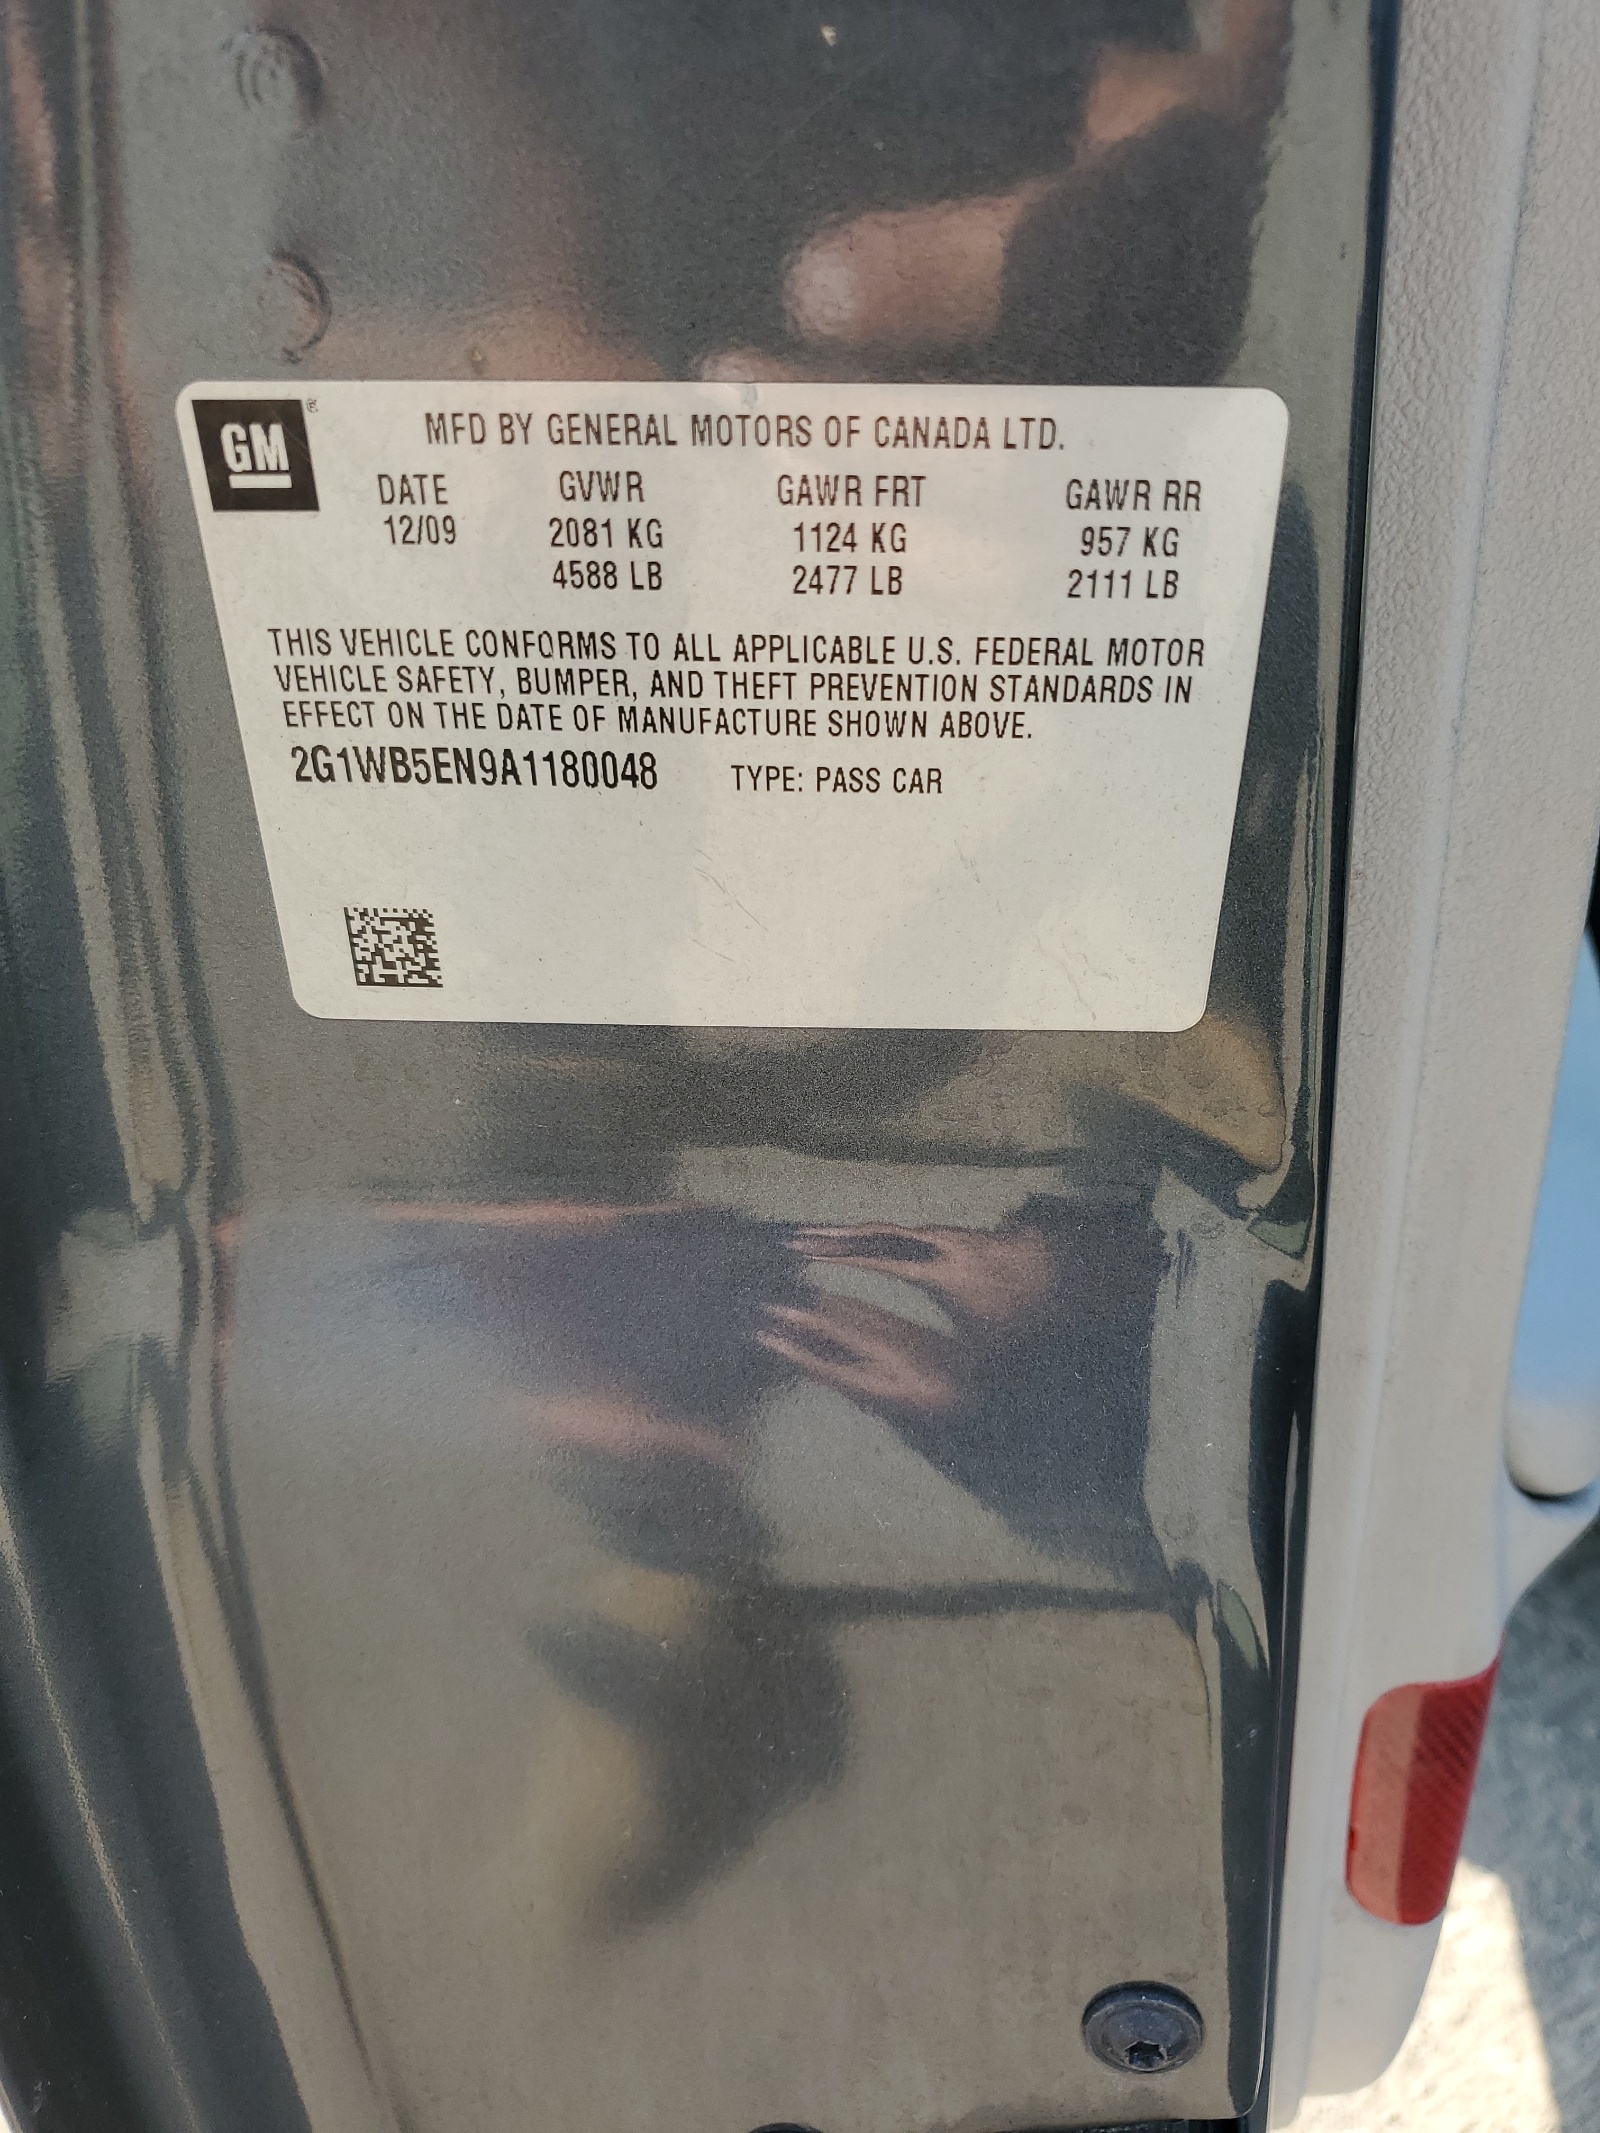 GM ®
MFD BY GENERAL MOTORS OF CANADA LTD.
DATE GVWR GAWR FRT GAWR RR
12/09 2081 KG 1124 KG 957 KG
4588 LB 2477 LB 2111 LB
THIS VEHICLE CONFORMS TO ALL APPLICABLE U.S. FEDERAL MOTOR
VEHICLE SAFETY, BUMPER, AND THEFT PREVENTION STANDARDS IN
EFFECT ON THE DATE OF MANUFACTURE SHOWN ABOVE.
2G1WB5EN9A1180048 TYPE: PASS CAR